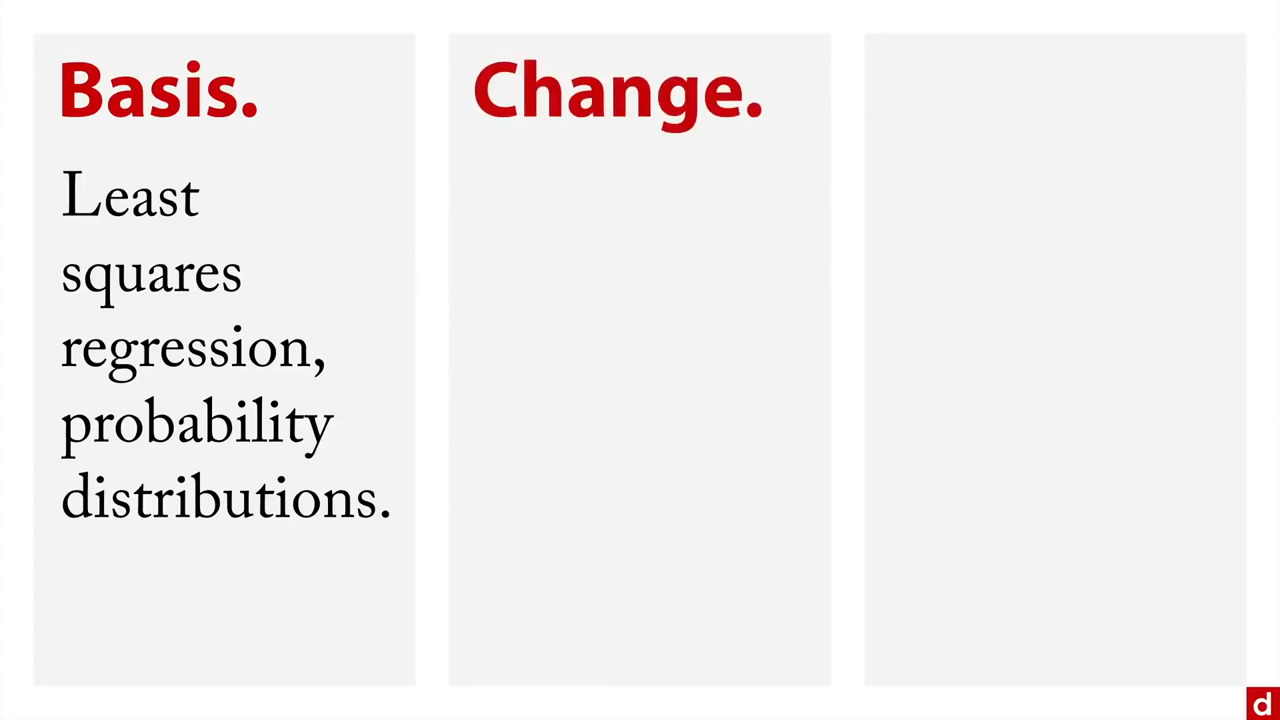 Basis.
Least
squares
regression,
probability
distributions.
Change.
d